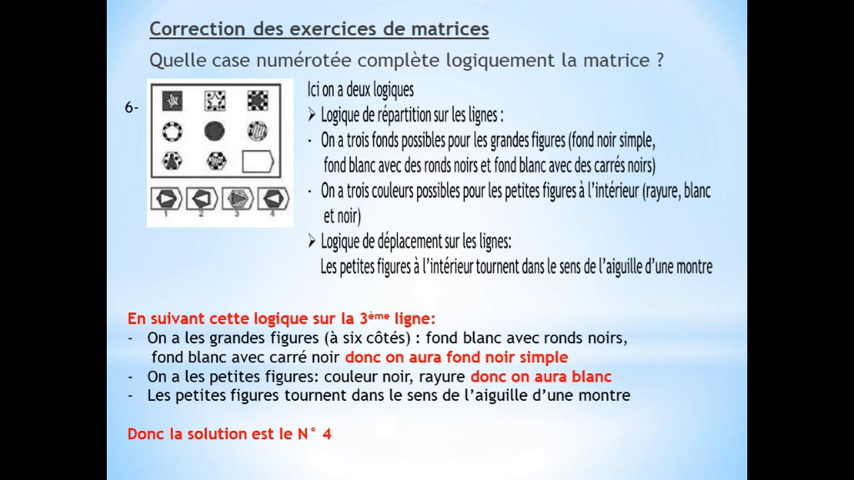 Correction des exercices de matrices
Quelle case numérotée complète logiquement la matrice ?
6-
1 2 3 4
Ici on a deux logiques
➢ Logique de répartition sur les lignes :
- On a trois fonds possibles pour les grandes figures (fond noir simple,
fond blanc avec des ronds noirs et fond blanc avec des carrés noirs)
- On a trois couleurs possibles pour les petites figures à l'intérieur (rayure, blanc
et noir)
➢ Logique de déplacement sur les lignes:
Les petites figures à l'intérieur tournent dans le sens de l'aiguille d'une montre
En suivant cette logique sur la 3ème ligne:
- On a les grandes figures (à six côtés) : fond blanc avec ronds noirs,
fond blanc avec carré noir donc on aura fond noir simple
- On a les petites figures: couleur noir, rayure donc on aura blanc
- Les petites figures tournent dans le sens de l'aiguille d'une montre
Donc la solution est le N° 4